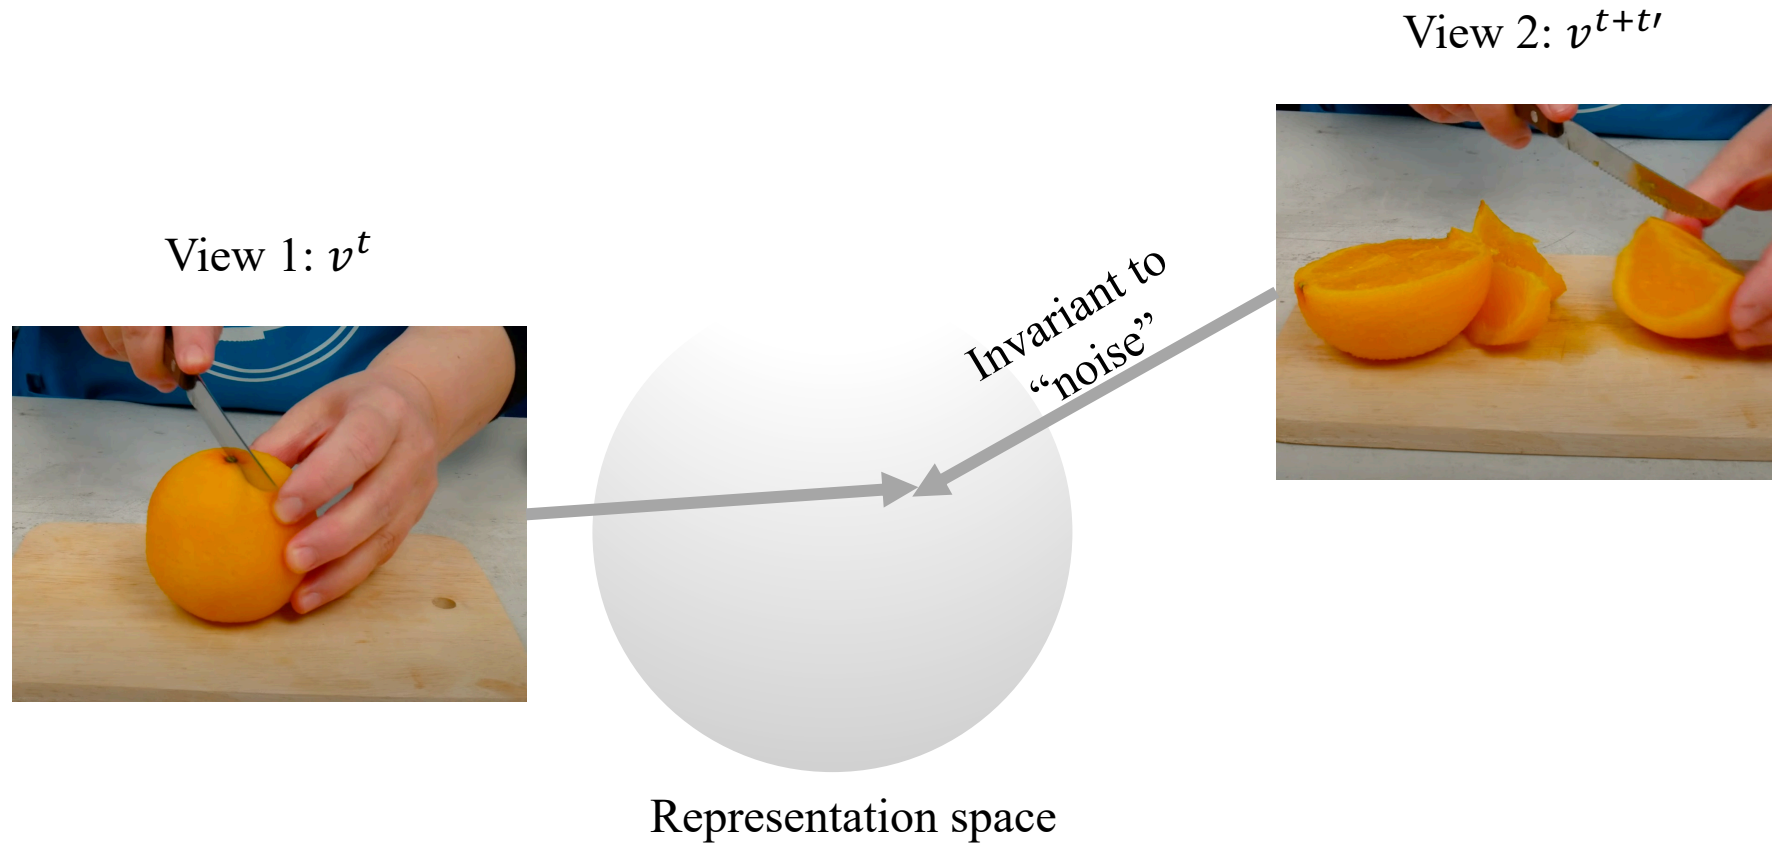 View 2: v^{t+t′}
View 1: v^t
Invariant to
“noise”
Representation space